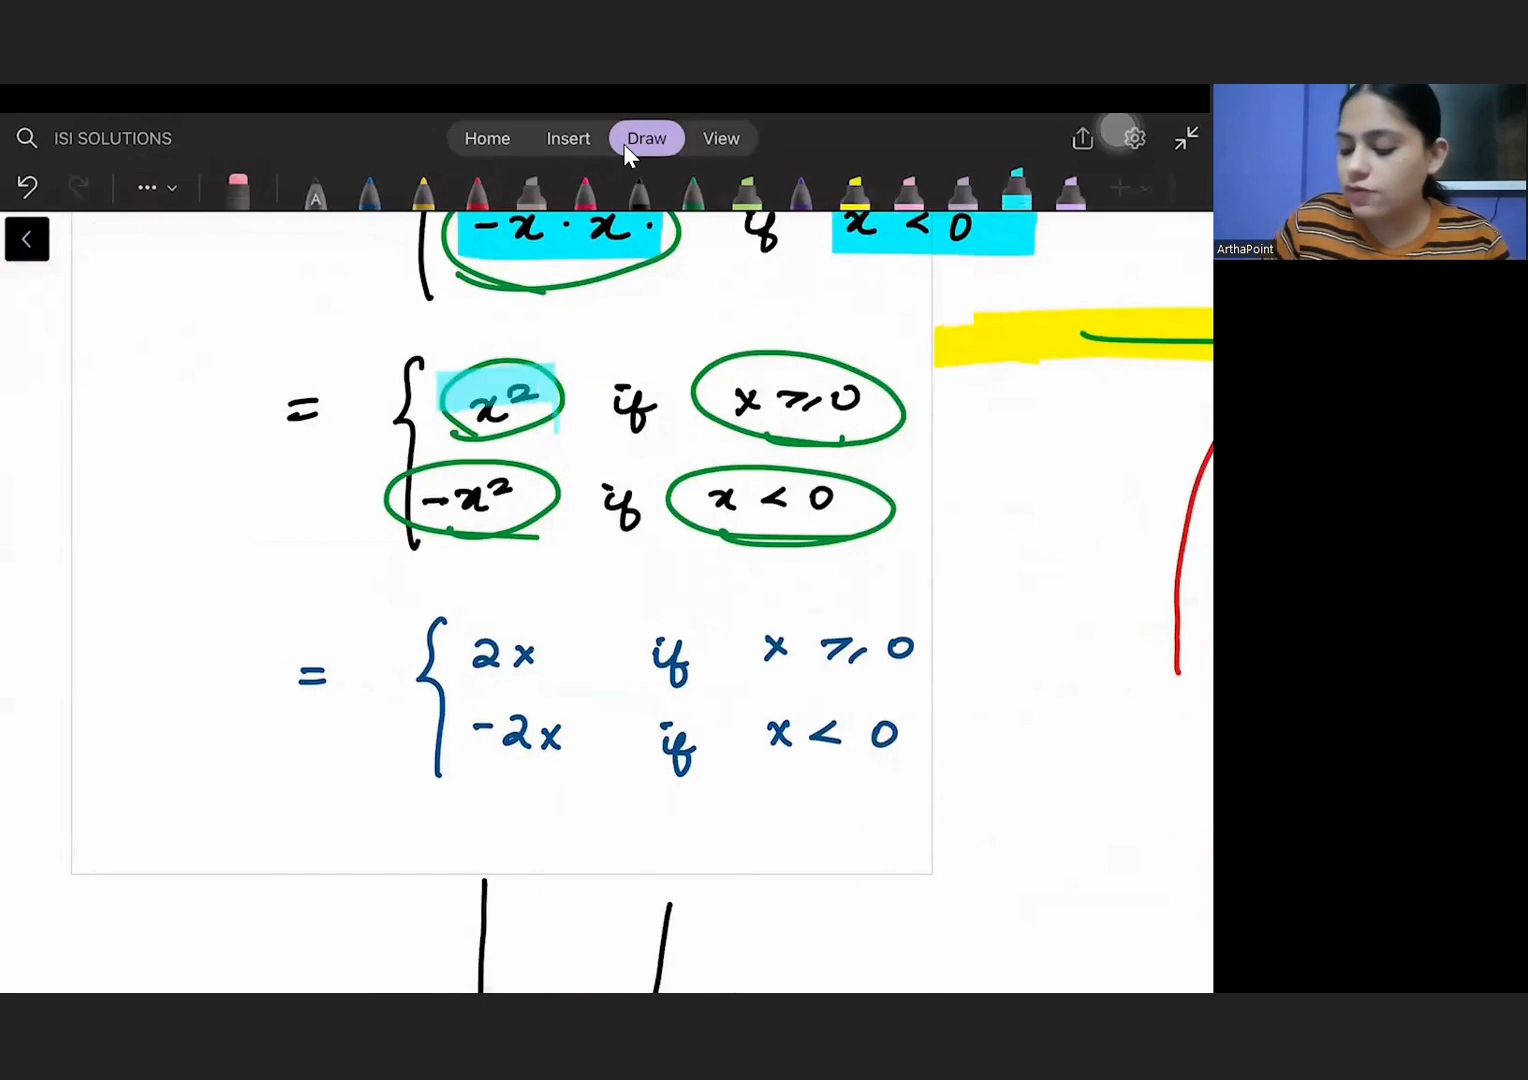 ISI SOLUTIONS
Home Insert Draw View
A
ArthaPoint
-x · x · if x < 0
= { x² if x ⩾ 0
-x² if x < 0
= { 2x if x ⩾ 0
-2x if x < 0